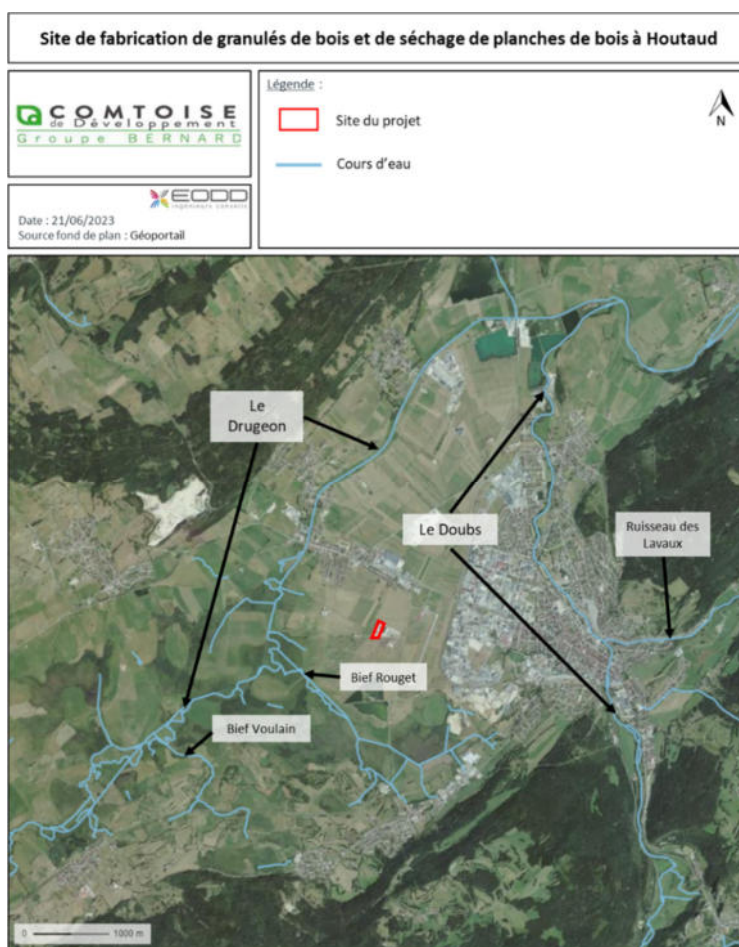 Site de fabrication de granulés de bois et de séchage de planches de bois à Houtaud
COMTOISE
de Développement
Groupe BERNARD
Légende :
Site du projet
Cours d'eau
N
EODD
ingénieurs conseils
Date : 21/06/2023
Source fond de plan : Géoportail
Le
Drugeon
Le Doubs
Ruisseau des
Lavaux
Bief Rouget
Bief Voulain
0 1000 m